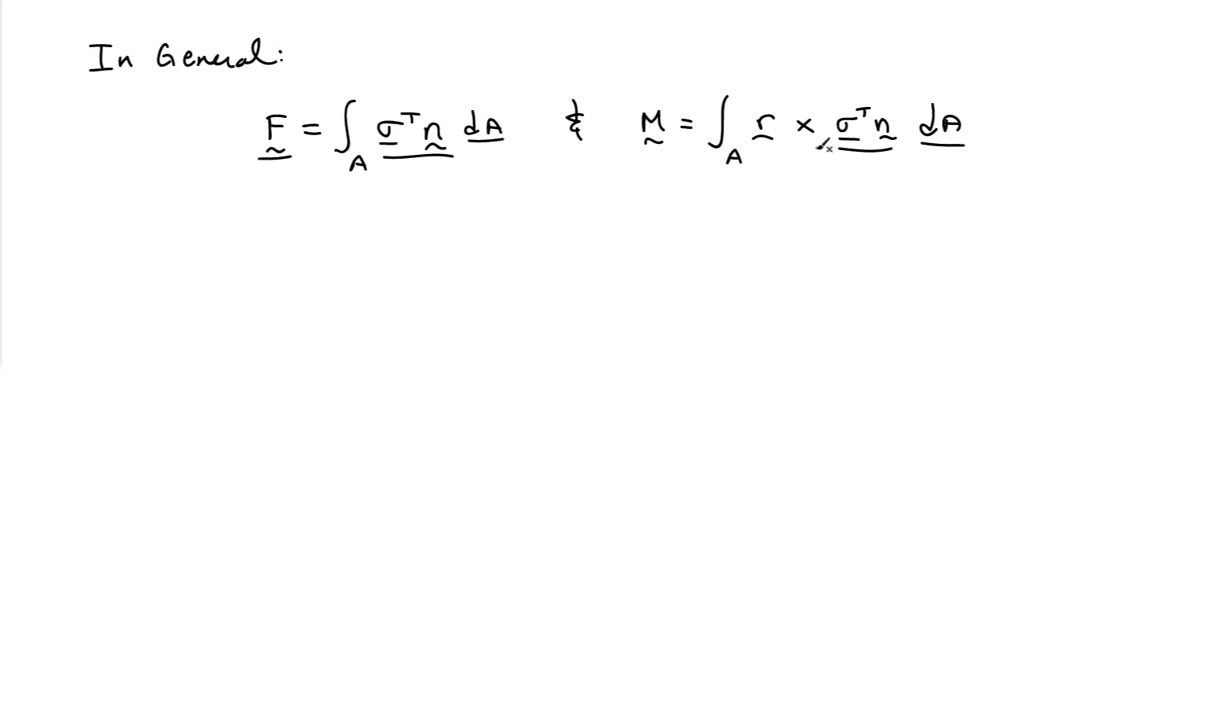 In General:
F̰ = ∫_A σ̲ᵀ ṋ dA & M̰ = ∫_A r̰ × σ̲ᵀ ṋ dA